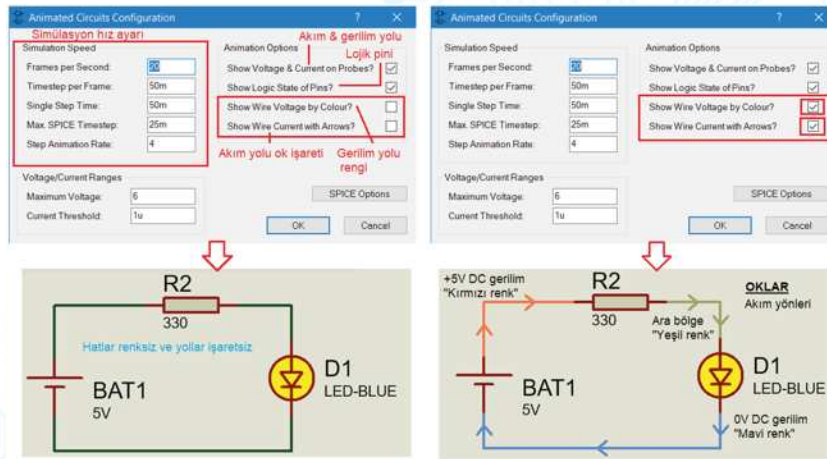 Animated Circuits Configuration ? ×
Simülasyon hız ayarı
Akım & gerilim yolu
Simulation Speed
Animation Options
Lojik pini
Frames per Second: 20
Show Voltage & Current on Probes?
Timestep per Frame: 50m
Show Logic State of Pins?
Single Step Time: 50m
Show Wire Voltage by Colour?
Max. SPICE Timestep: 25m
Show Wire Current with Arrows?
Step Animation Rate: 4
Akım yolu ok işareti
Gerilim yolu
rengi
Voltage/Current Ranges
Maximum Voltage: 6
SPICE Options
Current Threshold: 1u
OK
Cancel
Animated Circuits Configuration ? ×
Simulation Speed
Animation Options
Frames per Second: 20
Show Voltage & Current on Probes?
Timestep per Frame: 50m
Show Logic State of Pins?
Single Step Time: 50m
Show Wire Voltage by Colour?
Max. SPICE Timestep: 25m
Show Wire Current with Arrows?
Step Animation Rate: 4
Voltage/Current Ranges
Maximum Voltage: 6
SPICE Options
Current Threshold: 1u
OK
Cancel
R2
330
Hatlar renksiz ve yollar işaretsiz
BAT1
5V
D1
LED-BLUE
+5V DC gerilim
"Kırmızı renk"
R2
330
OKLAR
Akım yönleri
Ara bölge
"Yeşil renk"
BAT1
5V
D1
LED-BLUE
0V DC gerilim
"Mavi renk"